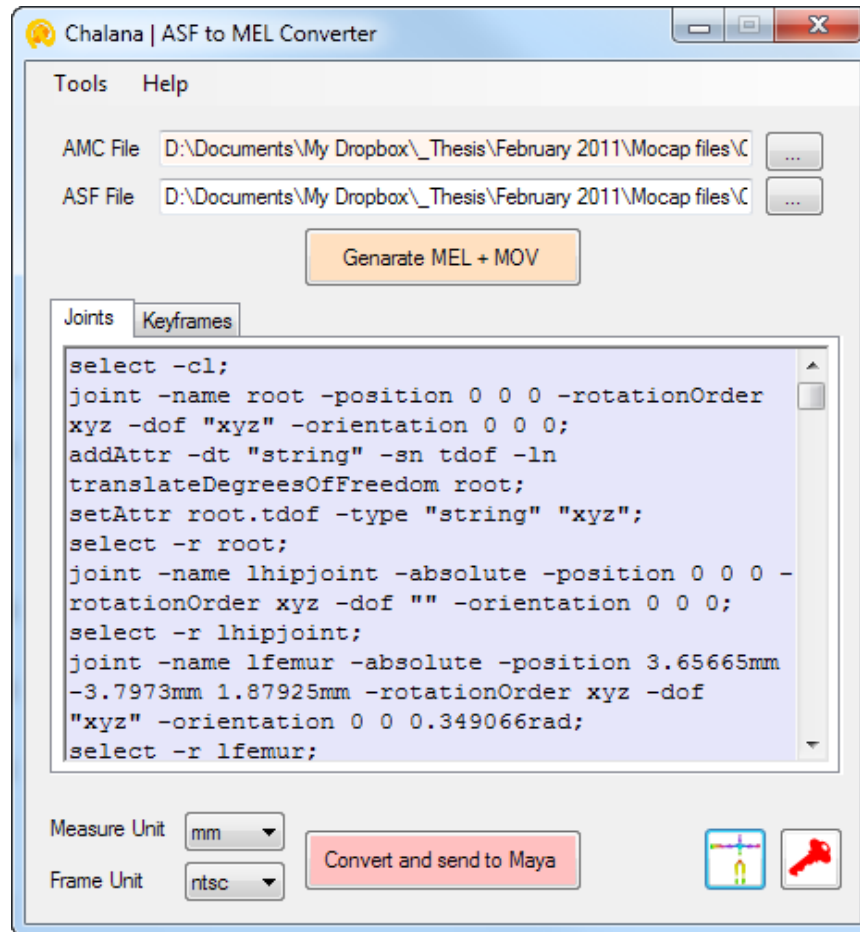 Chalana | ASF to MEL Converter
Tools Help
AMC File D:\Documents\My Dropbox\_Thesis\February 2011\Mocap files\C ...
ASF File D:\Documents\My Dropbox\_Thesis\February 2011\Mocap files\C ...
Genarate MEL + MOV
Joints Keyframes
select -cl;
joint -name root -position 0 0 0 -rotationOrder
xyz -dof "xyz" -orientation 0 0 0;
addAttr -dt "string" -sn tdof -ln
translateDegreesOfFreedom root;
setAttr root.tdof -type "string" "xyz";
select -r root;
joint -name lhipjoint -absolute -position 0 0 0 -
rotationOrder xyz -dof "" -orientation 0 0 0;
select -r lhipjoint;
joint -name lfemur -absolute -position 3.65665mm
-3.7973mm 1.87925mm -rotationOrder xyz -dof
"xyz" -orientation 0 0 0.349066rad;
select -r lfemur;
Measure Unit mm
Frame Unit ntsc
Convert and send to Maya